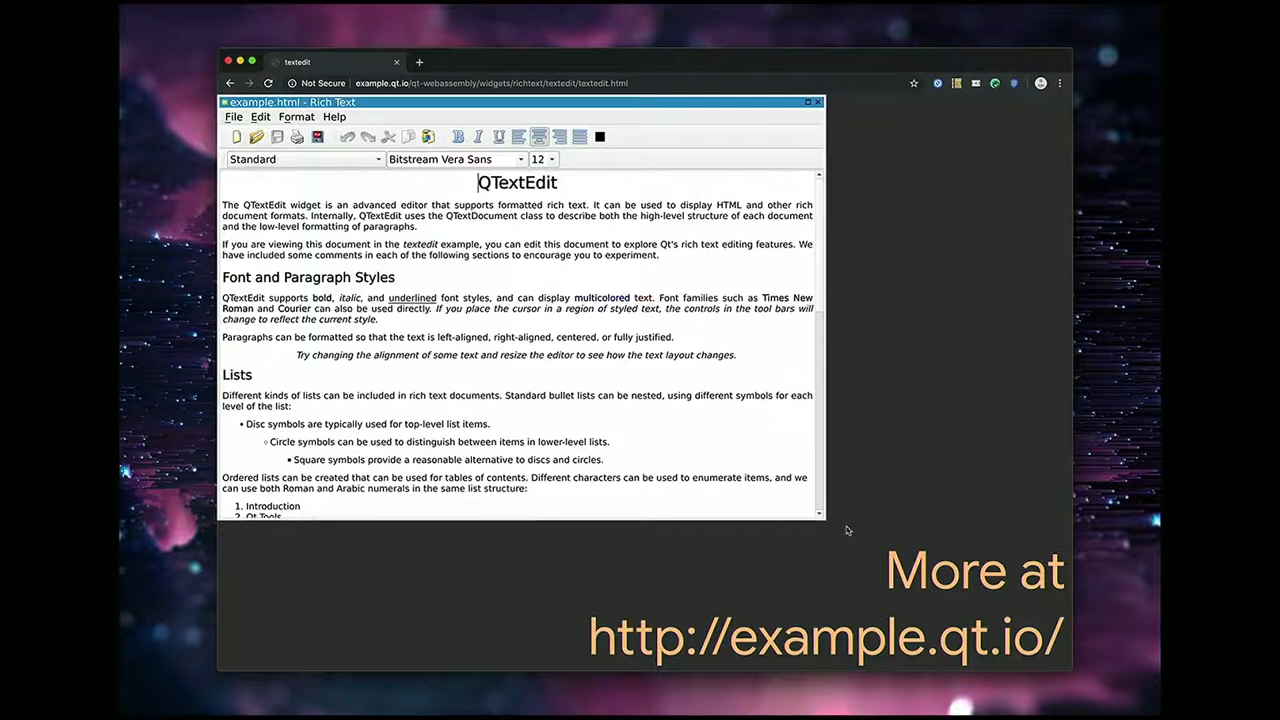 textedit
Not Secure example.qt.io/qt-webassembly/widgets/richtext/textedit/textedit.html
example.html - Rich Text
File Edit Format Help
B I U
Standard Bitstream Vera Sans 12
QTextEdit
The QTextEdit widget is an advanced editor that supports formatted rich text. It can be used to display HTML and other rich
document formats. Internally, QTextEdit uses the QTextDocument class to describe both the high-level structure of each document
and the low-level formatting of paragraphs.
If you are viewing this document in the textedit example, you can edit this document to explore Qt's rich text editing features. We
have included some comments in each of the following sections to encourage you to experiment.
Font and Paragraph Styles
QTextEdit supports bold, italic, and underlined font styles, and can display multicolored text. Font families such as Times New
Roman and Courier can also be used directly. If you place the cursor in a region of styled text, the controls in the tool bars will
change to reflect the current style.
Paragraphs can be formatted so that the text is left-aligned, right-aligned, centered, or fully justified.
Try changing the alignment of some text and resize the editor to see how the text layout changes.
Lists
Different kinds of lists can be included in rich text documents. Standard bullet lists can be nested, using different symbols for each
level of the list:
• Disc symbols are typically used for top-level list items.
◦ Circle symbols can be used to distinguish between items in lower-level lists.
▪ Square symbols provide a reasonable alternative to discs and circles.
Ordered lists can be created that can be used for tables of contents. Different characters can be used to enumerate items, and we
can use both Roman and Arabic numerals in the same list structure:
1. Introduction
2. Qt Tools
More at
http://example.qt.io/